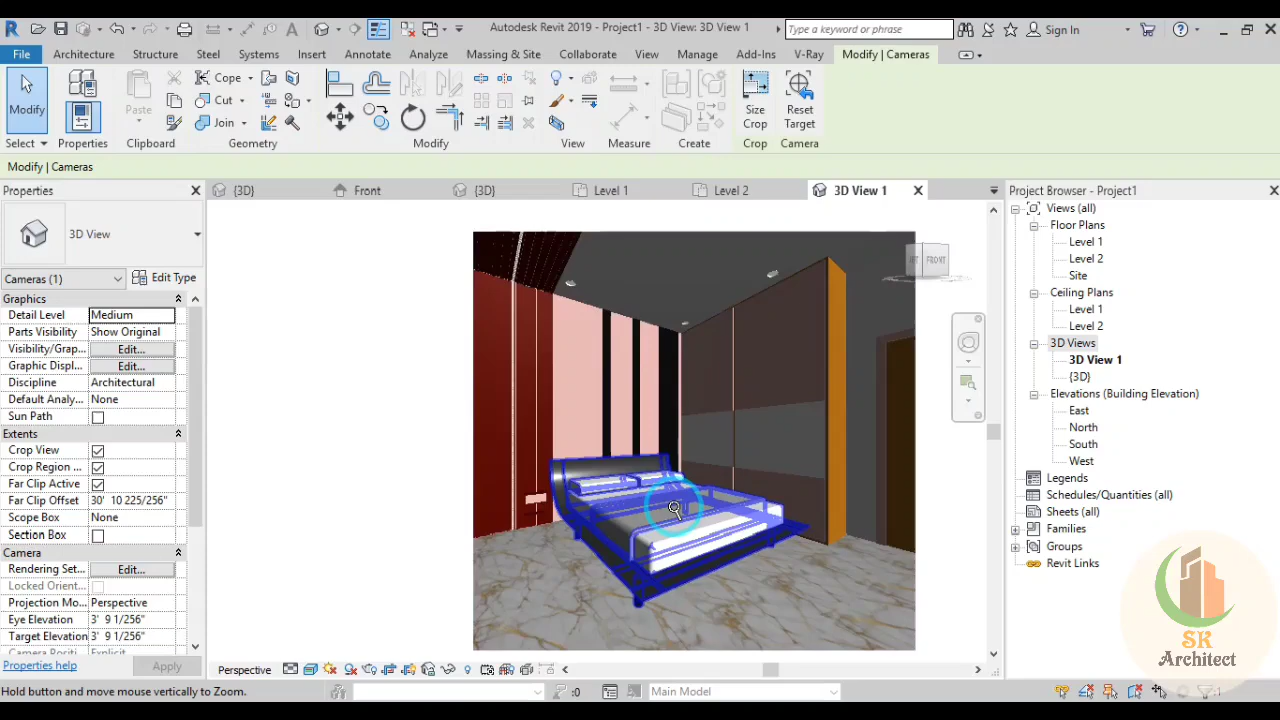 Autodesk Revit 2019 - Project1 - 3D View: 3D View 1
Type a keyword or phrase
Sign In
File Architecture Structure Steel Systems Insert Annotate Analyze Massing & Site Collaborate View Manage Add-Ins V-Ray Modify | Cameras
Modify
Paste
Cope
Cut
Join
Size Crop
Reset Target
Select Properties Clipboard Geometry Modify View Measure Create Crop Camera
Modify | Cameras
Properties
3D View
Cameras (1)
Edit Type
Graphics
Detail Level Medium
Parts Visibility Show Original
Visibility/Grap... Edit...
Graphic Displ... Edit...
Discipline Architectural
Default Analy... None
Sun Path
Extents
Crop View
Crop Region ...
Far Clip Active
Far Clip Offset 30' 10 225/256"
Scope Box None
Section Box
Camera
Rendering Set... Edit...
Locked Orient...
Projection Mo... Perspective
Eye Elevation 3' 9 1/256"
Target Elevation 3' 9 1/256"
Camera Positi... Explicit
Properties help
Apply
{3D}
Front
{3D}
Level 1
Level 2
3D View 1
FRONT
Project Browser - Project1
Views (all)
Floor Plans
Level 1
Level 2
Site
Ceiling Plans
Level 1
Level 2
3D Views
3D View 1
{3D}
Elevations (Building Elevation)
East
North
South
West
Legends
Schedules/Quantities (all)
Sheets (all)
Families
Groups
Revit Links
SK
Architect
Perspective
Hold button and move mouse vertically to Zoom.
:0
Main Model
:1